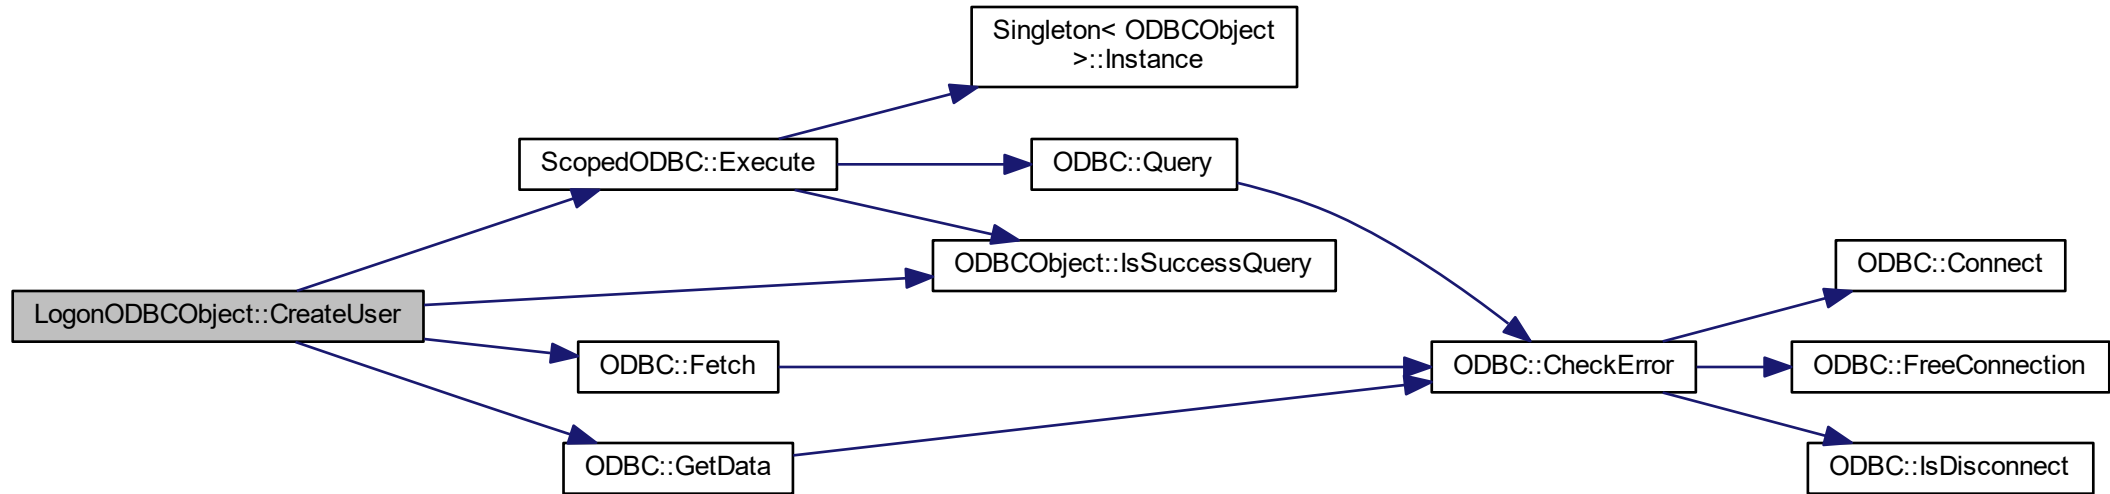 Singleton< ODBCObject
>::Instance
ScopedODBC::Execute
ODBC::Query
ODBCObject::IsSuccessQuery
ODBC::Connect
LogonODBCObject::CreateUser
ODBC::Fetch
ODBC::CheckError
ODBC::FreeConnection
ODBC::GetData
ODBC::IsDisconnect